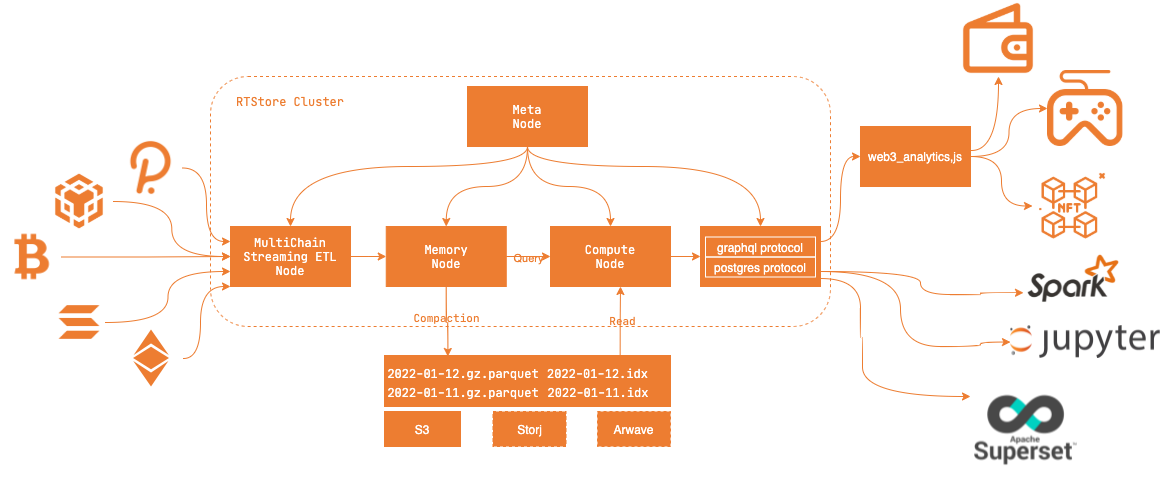 RTStore Cluster
Meta
Node
web3_analytics,js
NFT
MultiChain
Streaming ETL
Node
Memory
Node
Query
Compute
Node
graphql protocol
postgres protocol
Spark
Compaction
Read
jupyter
2022-01-12.gz.parquet 2022-01-12.idx
2022-01-11.gz.parquet 2022-01-11.idx
S3
Storj
Arwave
Apache
Superset™